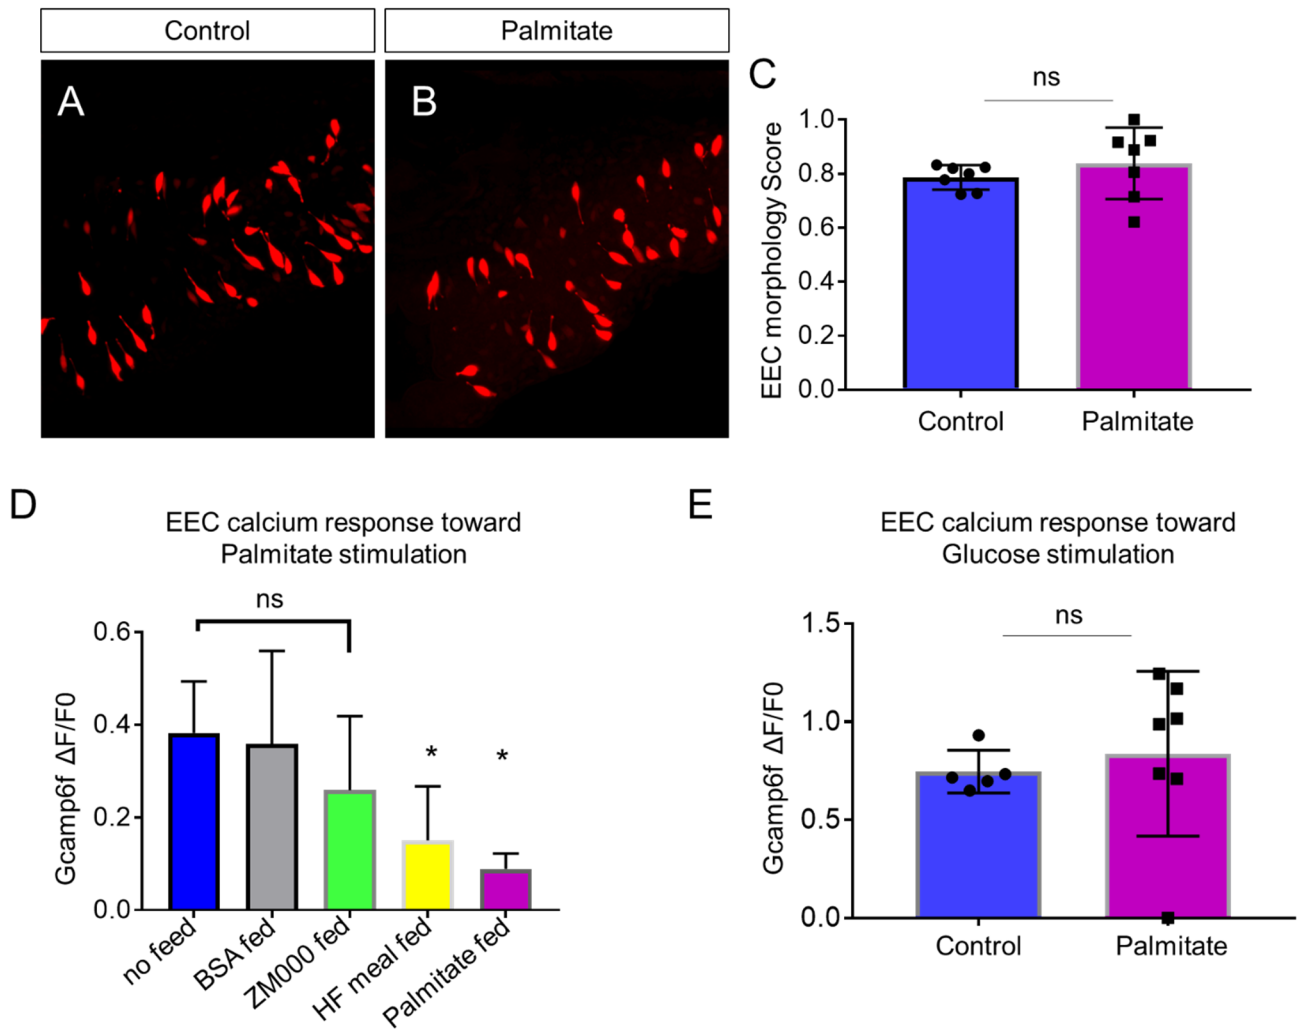 Control
Palmitate
A
B
C
ns
EEC morphology Score
1.0
0.8
0.6
0.4
0.2
0.0
Control
Palmitate
D
EEC calcium response toward
Palmitate stimulation
ns
Gcamp6f ΔF/F0
0.6
0.4
0.2
0.0
*
*
no feed
BSA fed
ZM000 fed
HF meal fed
Palmitate fed
E
EEC calcium response toward
Glucose stimulation
ns
Gcamp6f ΔF/F0
1.5
1.0
0.5
0.0
Control
Palmitate